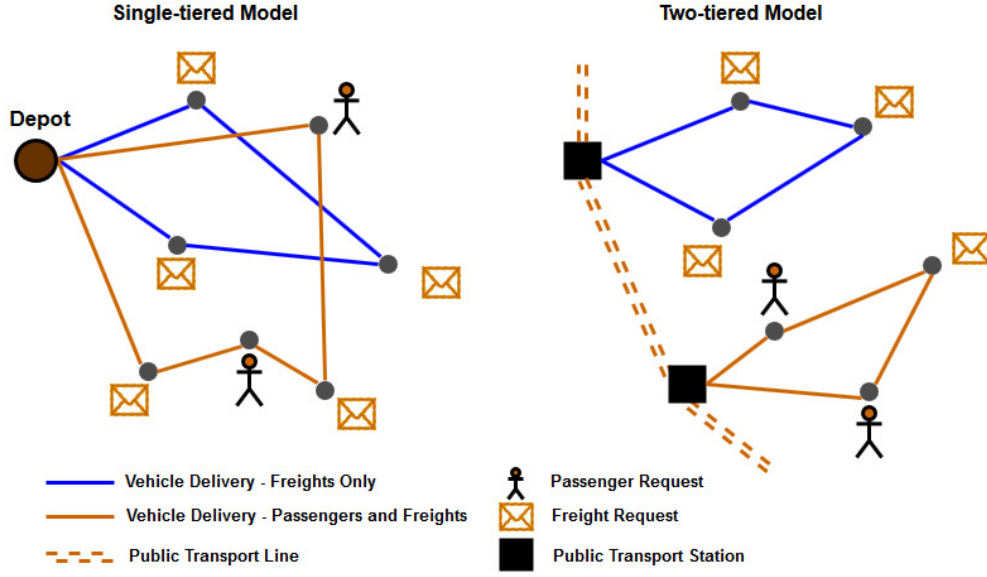 Single-tiered Model
Two-tiered Model
Depot
Vehicle Delivery - Freights Only
Vehicle Delivery - Passengers and Freights
Public Transport Line
Passenger Request
Freight Request
Public Transport Station